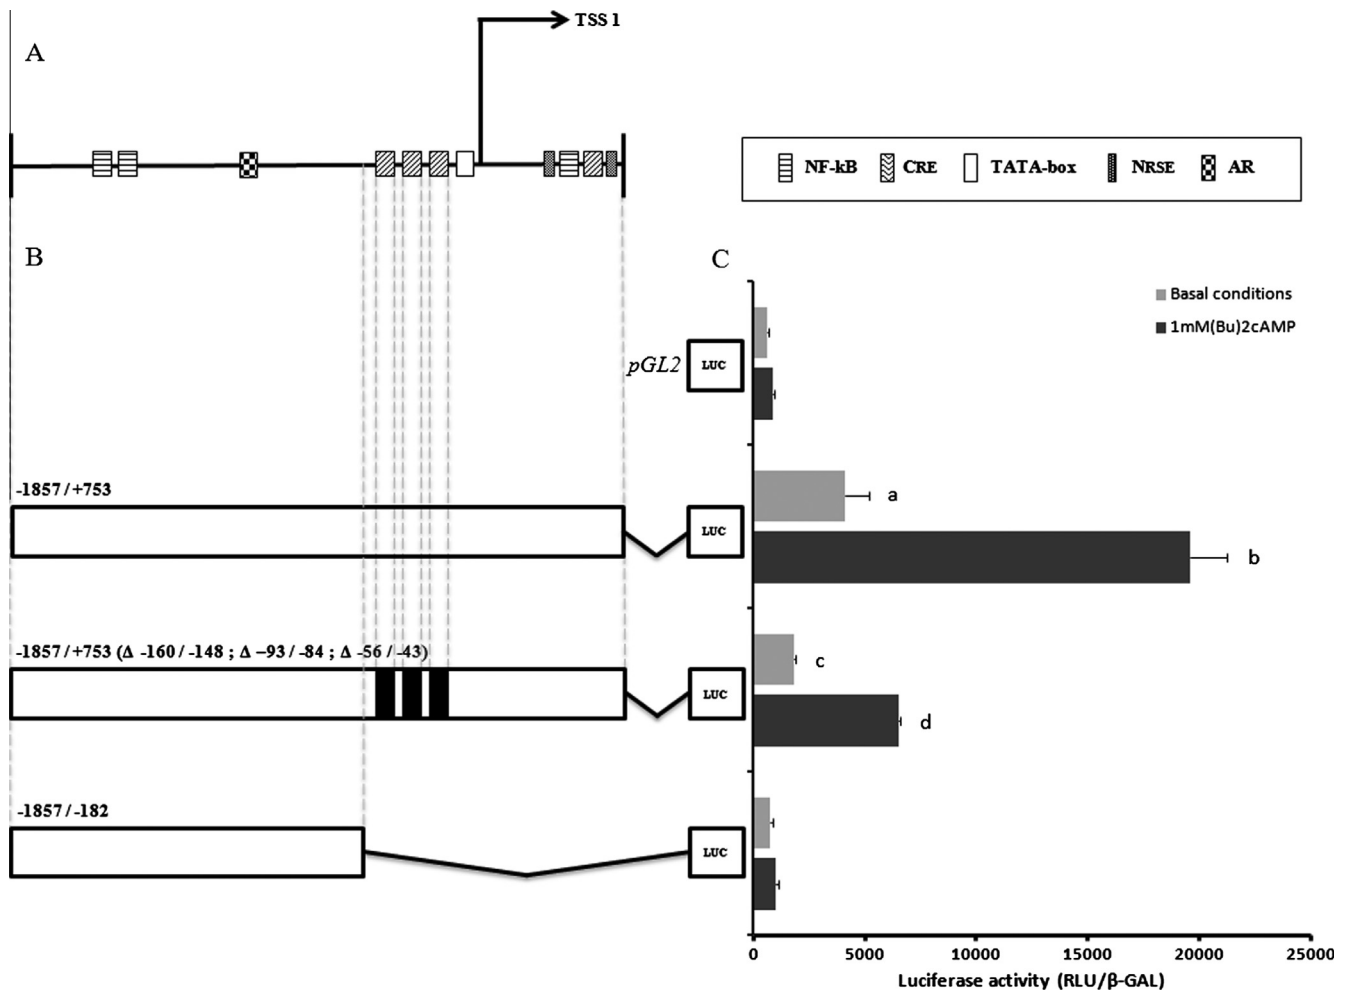 TSS 1
A
NF-kB CRE TATA-box NRSE AR
B
C
Basal conditions
1mM(Bu)2cAMP
pGL2 LUC
-1857 / +753
LUC
a
b
-1857 / +753 (Δ -160 / -148 ; Δ –93 / -84 ; Δ -56 / -43)
LUC
c
d
-1857 / -182
LUC
0 5000 10000 15000 20000 25000
Luciferase activity (RLU/β-GAL)